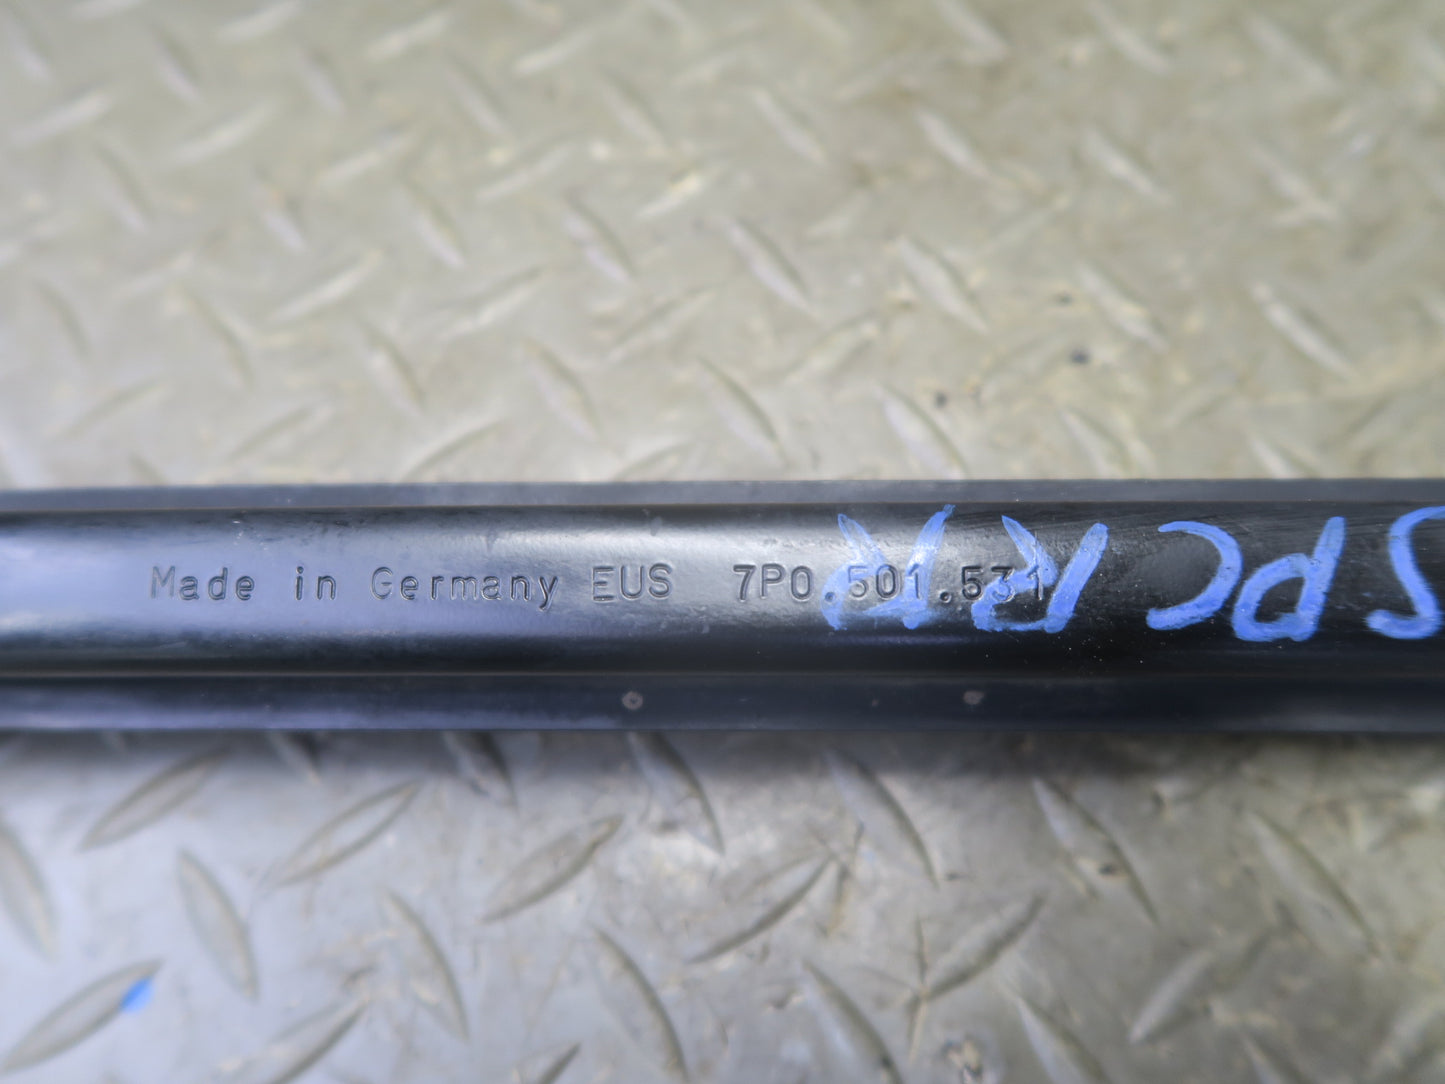 Made in Germany EUS 7P0.501.531
SPC RR